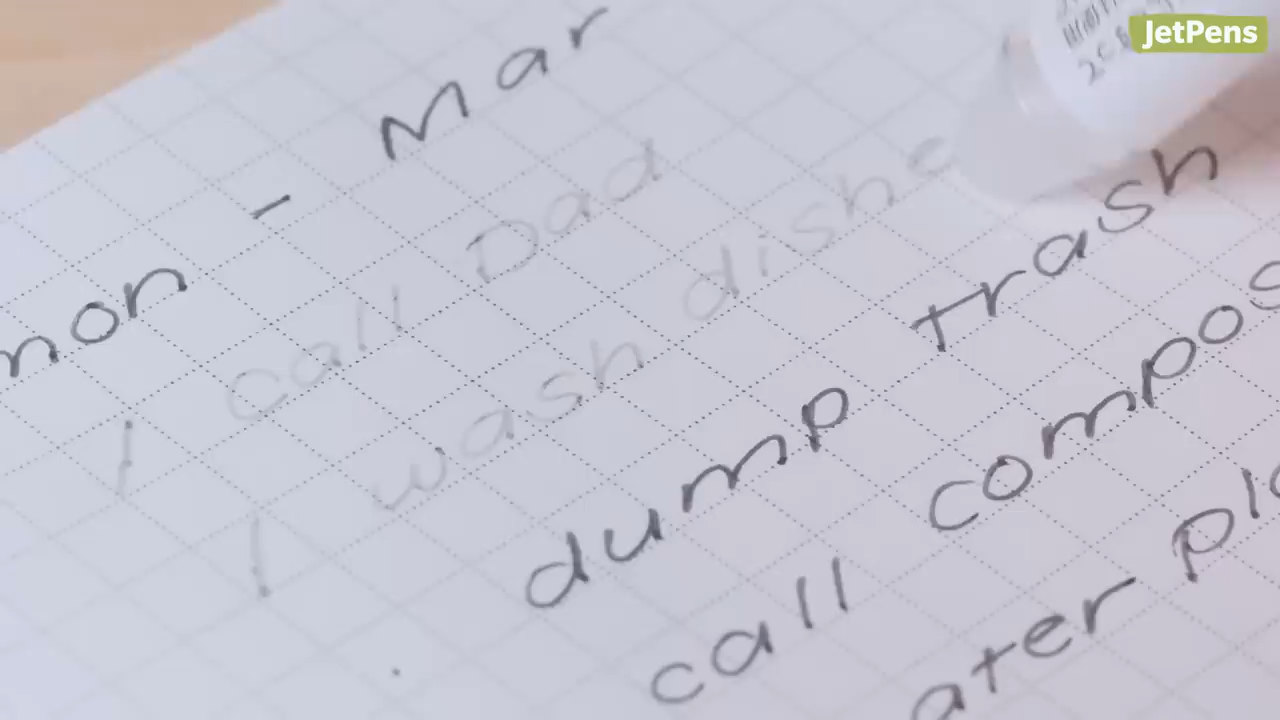 JetPens
mon - Mar
call Dad
wash dishe
dump trash
call compos
ater pl